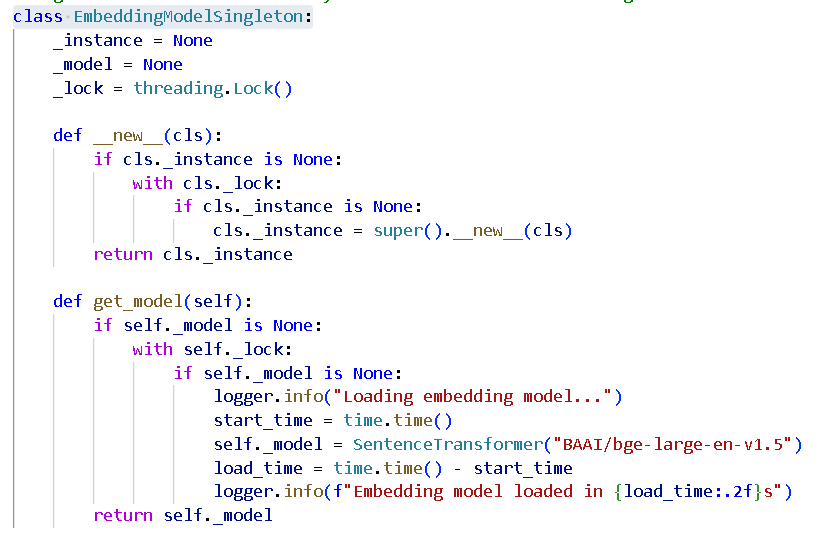 class EmbeddingModelSingleton:
    _instance = None
    _model = None
    _lock = threading.Lock()

    def __new__(cls):
        if cls._instance is None:
            with cls._lock:
                if cls._instance is None:
                    cls._instance = super().__new__(cls)
        return cls._instance

    def get_model(self):
        if self._model is None:
            with self._lock:
                if self._model is None:
                    logger.info("Loading embedding model...")
                    start_time = time.time()
                    self._model = SentenceTransformer("BAAI/bge-large-en-v1.5")
                    load_time = time.time() - start_time
                    logger.info(f"Embedding model loaded in {load_time:.2f}s")
        return self._model